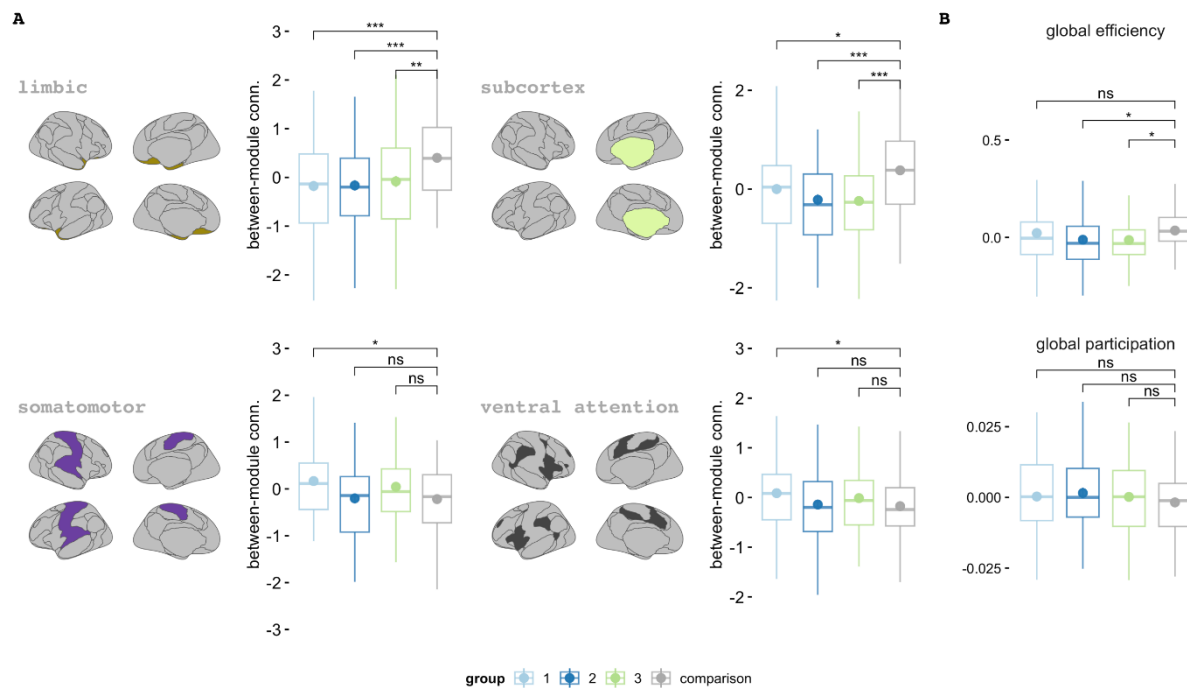 A
limbic
between-module conn.
3
2
1
0
-1
-2
***
***
**
subcortex
between-module conn.
2
0
-2
*
***
***
B
global efficiency
0.5
0.0
ns
*
*
somatomotor
between-module conn.
3
2
1
0
-1
-2
-3
*
ns
ns
ventral attention
between-module conn.
3
2
1
0
-1
-2
*
ns
ns
global participation
0.025
0.000
-0.025
ns
ns
ns
group 1 2 3 comparison